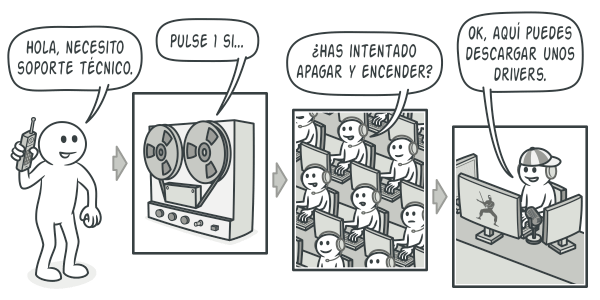 HOLA, NECESITO
SOPORTE TÉCNICO.
PULSE 1 SI...
¿HAS INTENTADO
APAGAR Y ENCENDER?
OK, AQUÍ PUEDES
DESCARGAR UNOS
DRIVERS.